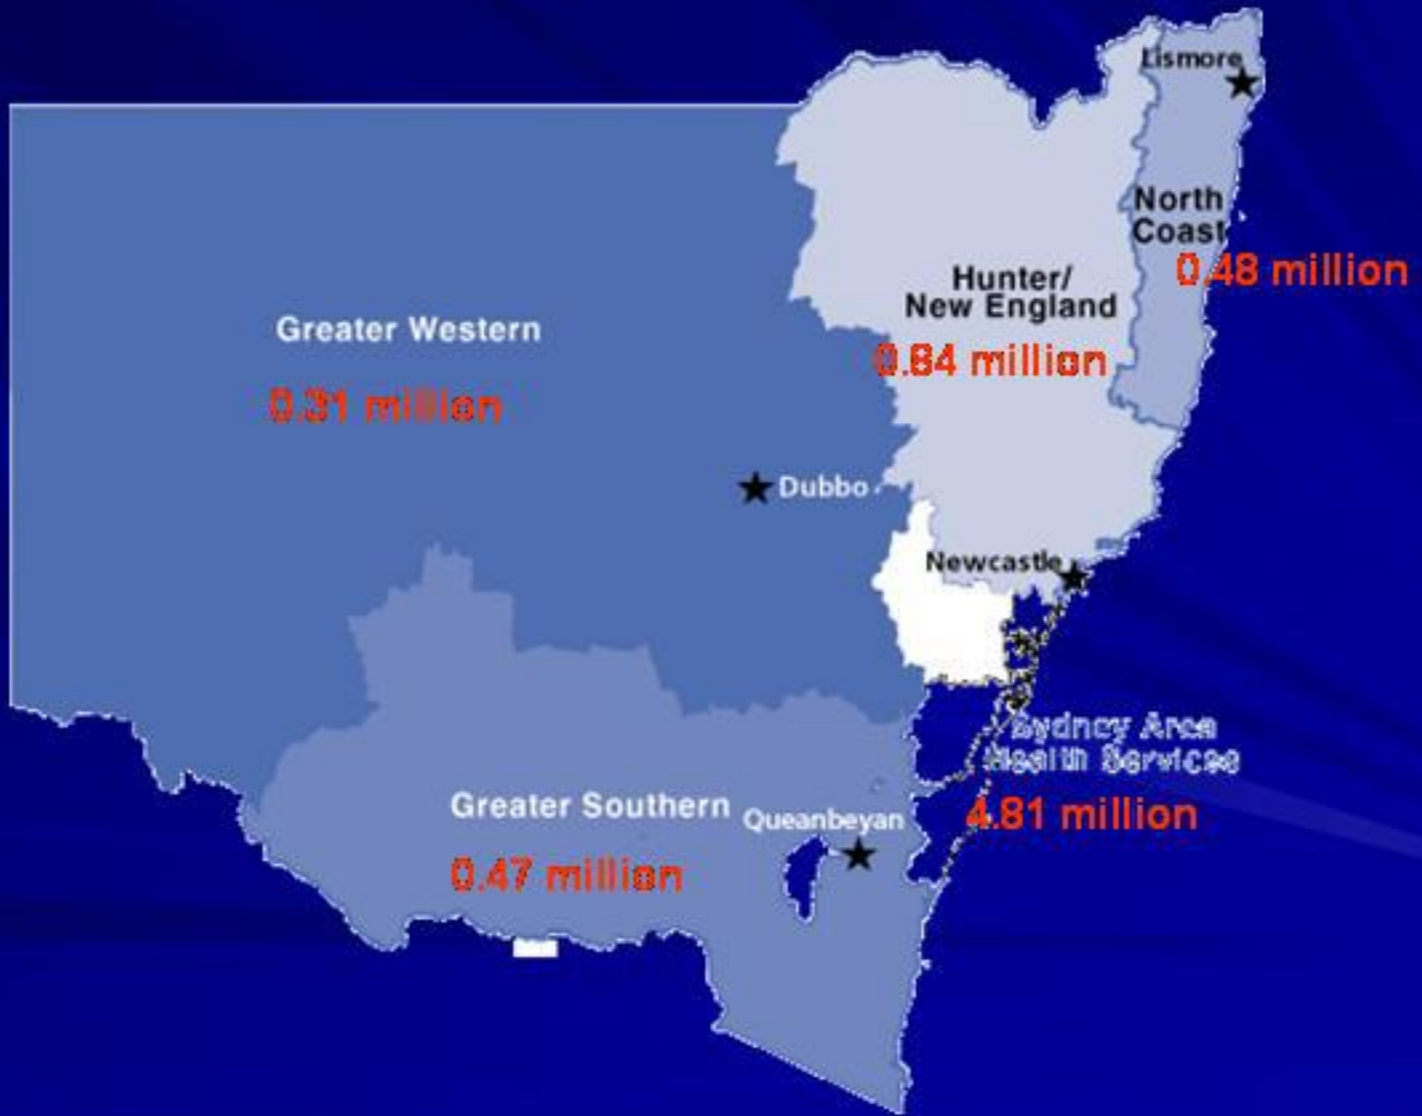 Lismore
North
Coast
0.48 million
Hunter/
New England
0.84 million
Greater Western
0.31 million
Dubbo
Newcastle
Sydney Area
Health Services
4.81 million
Greater Southern
Queanbeyan
0.47 million